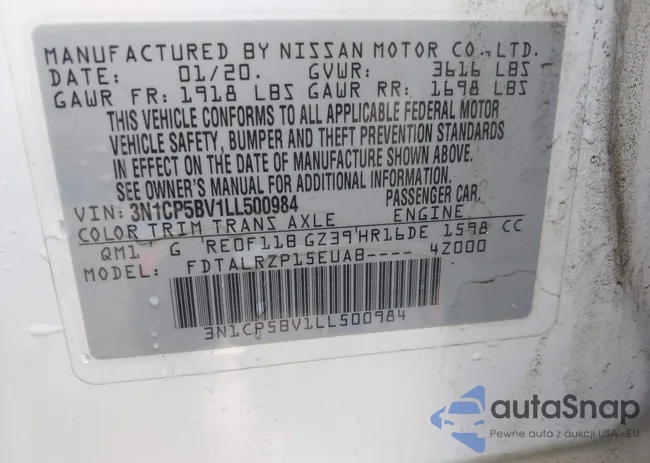 MANUFACTURED BY NISSAN MOTOR CO., LTD.
DATE: 01/20. GVWR: 3616 LBS
GAWR FR: 1918 LBS GAWR RR: 1698 LBS
THIS VEHICLE CONFORMS TO ALL APPLICABLE FEDERAL MOTOR
VEHICLE SAFETY, BUMPER AND THEFT PREVENTION STANDARDS
IN EFFECT ON THE DATE OF MANUFACTURE SHOWN ABOVE.
SEE OWNER'S MANUAL FOR ADDITIONAL INFORMATION.
VIN: 3N1CP5BV1LL500984 PASSENGER CAR.
COLOR TRIM TRANS AXLE ENGINE
QM1 G RE0F11B GZ39 HR16DE 1598 CC
MODEL: FDTALRZP15EUAB---- 4Z000
3N1CP5BV1LL500984
autoSnap
Pewne auta z aukcji USA - EU